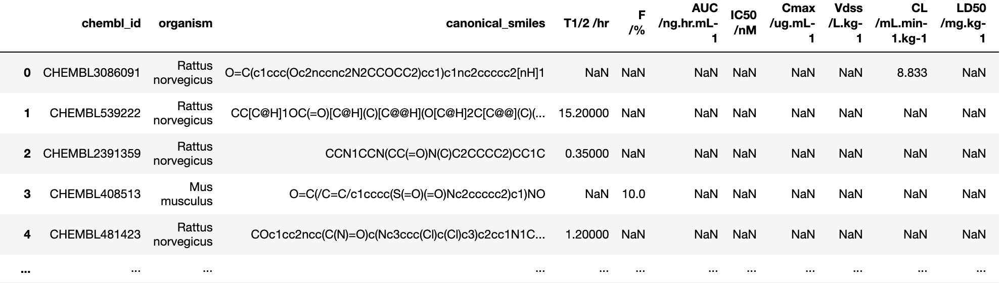 chembl_id organism canonical_smiles T1/2 /hr F /% AUC /ng.hr.mL-1 IC50 /nM Cmax /ug.mL-1 Vdss /L.kg-1 CL /mL.min-1.kg-1 LD50 /mg.kg-1
0 CHEMBL3086091 Rattus norvegicus O=C(c1ccc(Oc2nccnc2N2CCOCC2)cc1)c1nc2ccccc2[nH]1 NaN NaN NaN NaN NaN NaN 8.833 NaN
1 CHEMBL539222 Rattus norvegicus CC[C@H]1OC(=O)[C@H](C)[C@@H](O[C@H]2C[C@@](C)(... 15.20000 NaN NaN NaN NaN NaN NaN NaN
2 CHEMBL2391359 Rattus norvegicus CCN1CCN(CC(=O)N(C)C2CCCC2)CC1C 0.35000 NaN NaN NaN NaN NaN NaN NaN
3 CHEMBL408513 Mus musculus O=C(/C=C/c1cccc(S(=O)(=O)Nc2ccccc2)c1)NO NaN 10.0 NaN NaN NaN NaN NaN NaN
4 CHEMBL481423 Rattus norvegicus COc1cc2ncc(C(N)=O)c(Nc3ccc(Cl)c(Cl)c3)c2cc1N1C... 1.20000 NaN NaN NaN NaN NaN NaN NaN
... ... ... ... ... ... ... ... ... ... ... ...